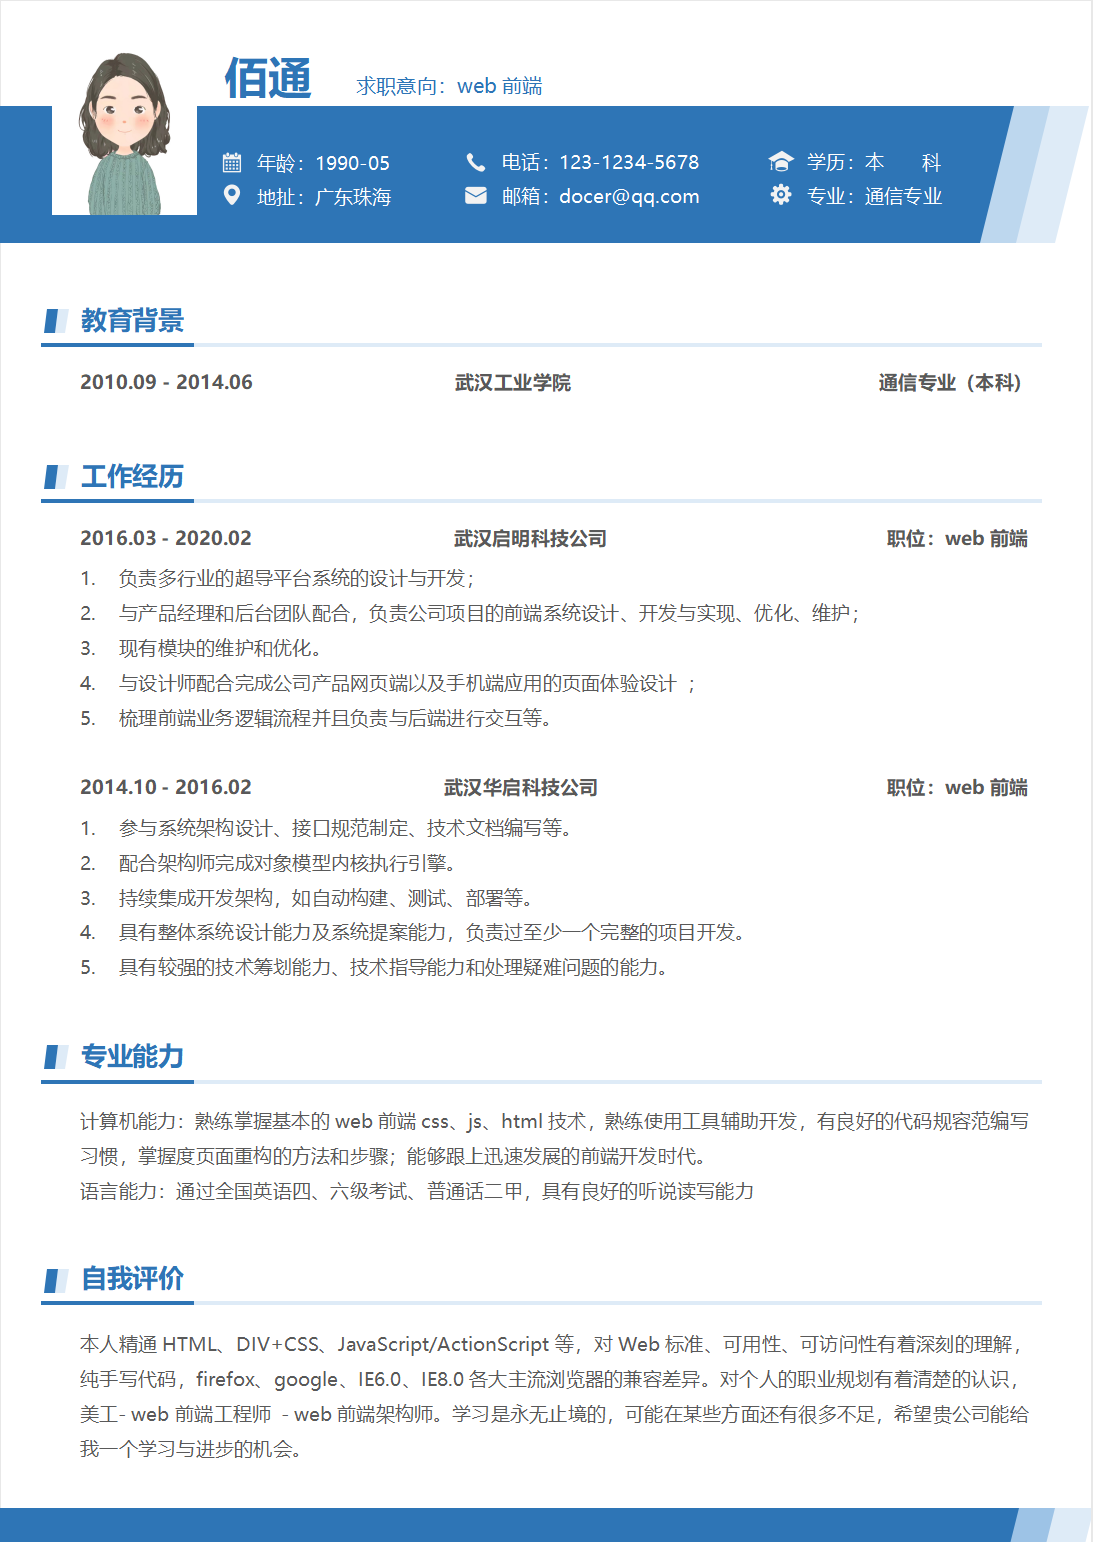 佰通
求职意向：web 前端
年龄：1990-05 电话：123-1234-5678 学历：本 科
地址：广东珠海 邮箱：docer@qq.com 专业：通信专业
教育背景
2010.09 - 2014.06 武汉工业学院 通信专业（本科）
工作经历
2016.03 - 2020.02 武汉启明科技公司 职位：web 前端
1. 负责多行业的超导平台系统的设计与开发；
2. 与产品经理和后台团队配合，负责公司项目的前端系统设计、开发与实现、优化、维护；
3. 现有模块的维护和优化。
4. 与设计师配合完成公司产品网页端以及手机端应用的页面体验设计 ；
5. 梳理前端业务逻辑流程并且负责与后端进行交互等。
2014.10 - 2016.02 武汉华启科技公司 职位：web 前端
1. 参与系统架构设计、接口规范制定、技术文档编写等。
2. 配合架构师完成对象模型内核执行引擎。
3. 持续集成开发架构，如自动构建、测试、部署等。
4. 具有整体系统设计能力及系统提案能力，负责过至少一个完整的项目开发。
5. 具有较强的技术筹划能力、技术指导能力和处理疑难问题的能力。
专业能力
计算机能力：熟练掌握基本的 web 前端 css、js、html 技术，熟练使用工具辅助开发，有良好的代码规容范编写
习惯，掌握度页面重构的方法和步骤；能够跟上迅速发展的前端开发时代。
语言能力：通过全国英语四、六级考试、普通话二甲，具有良好的听说读写能力
自我评价
本人精通 HTML、DIV+CSS、JavaScript/ActionScript 等，对 Web 标准、可用性、可访问性有着深刻的理解，
纯手写代码，firefox、google、IE6.0、IE8.0 各大主流浏览器的兼容差异。对个人的职业规划有着清楚的认识，
美工- web 前端工程师 - web 前端架构师。学习是永无止境的，可能在某些方面还有很多不足，希望贵公司能给
我一个学习与进步的机会。